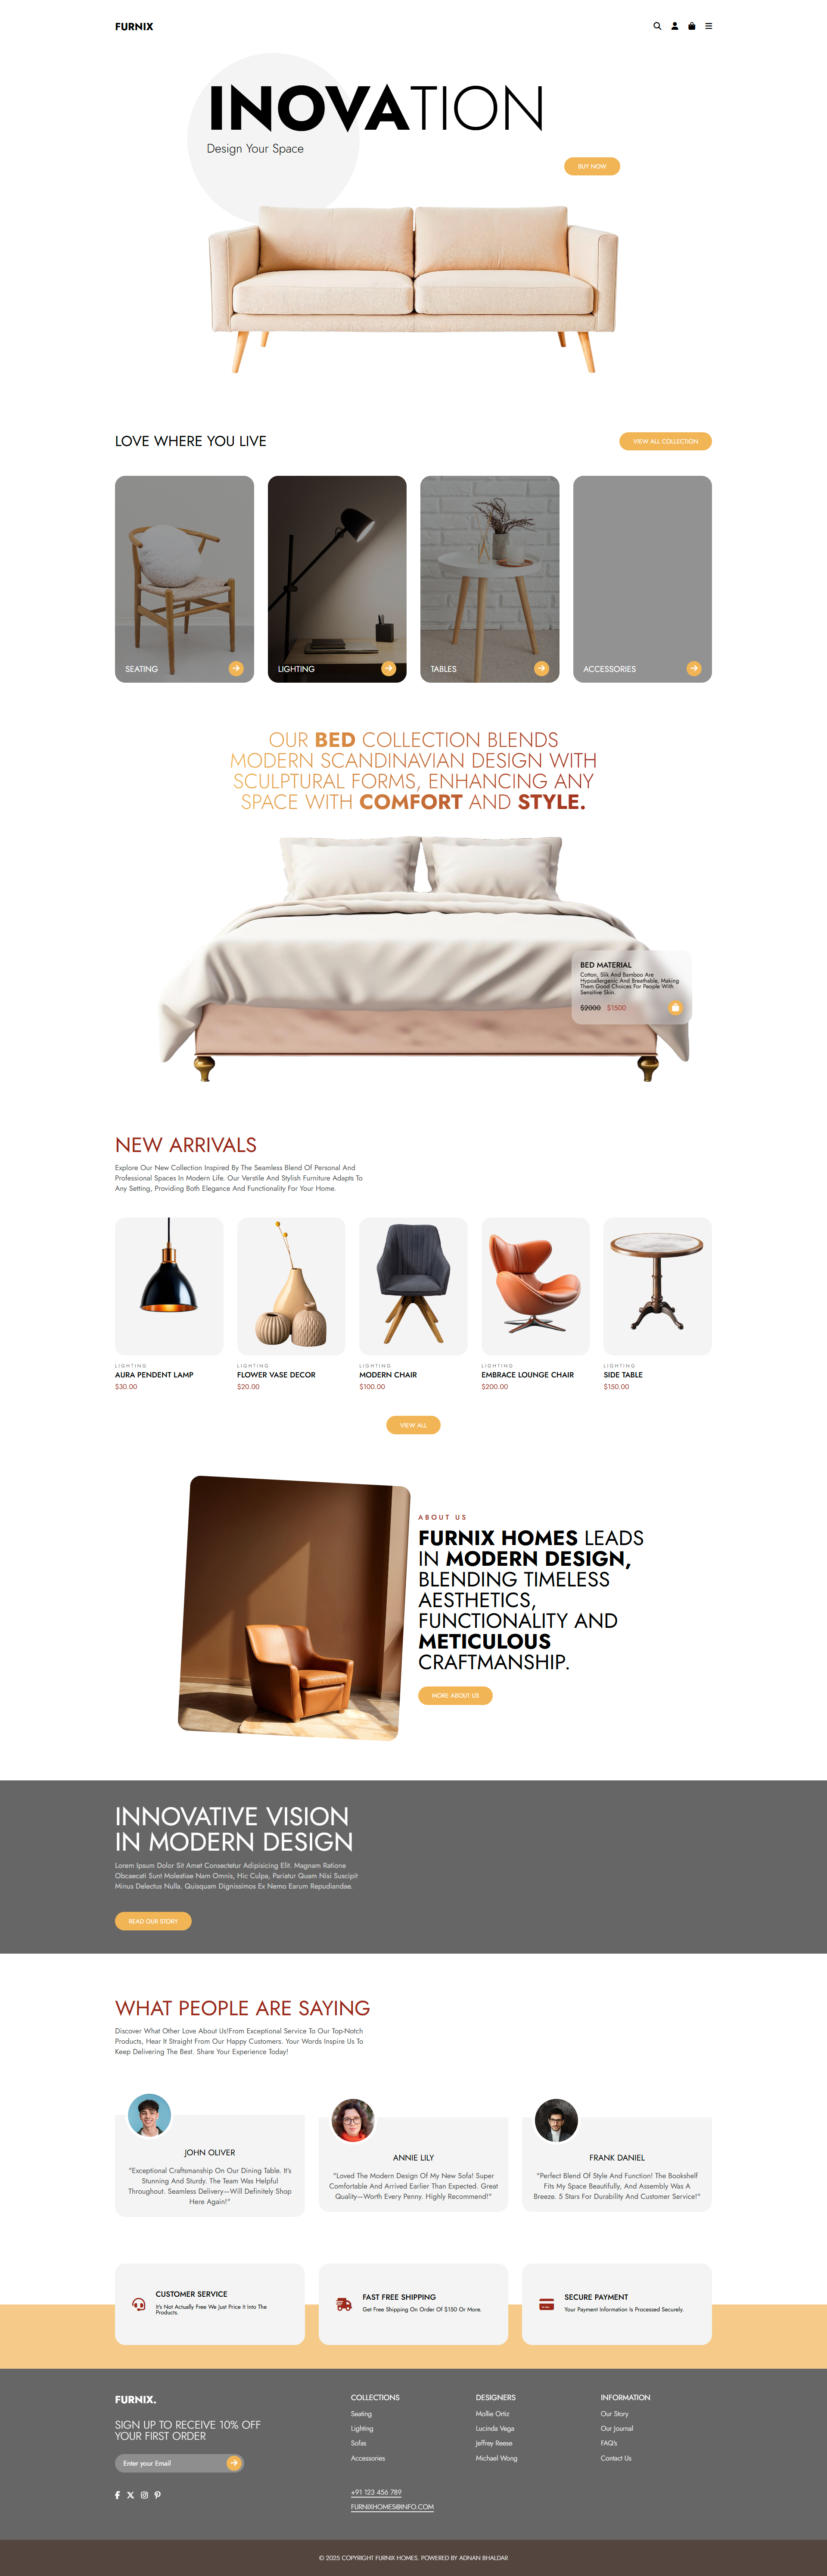 FURNIX
INOVATION
Design Your Space
BUY NOW
LOVE WHERE YOU LIVE
VIEW ALL COLLECTION
SEATING
LIGHTING
TABLES
ACCESSORIES
OUR BED COLLECTION BLENDS
MODERN SCANDINAVIAN DESIGN WITH
SCULPTURAL FORMS, ENHANCING ANY
SPACE WITH COMFORT AND STYLE.
BED MATERIAL
Cotton, Slik And Bamboo Are
Hypoallergenic And Breathable, Making
Them Good Choices For People With
Sensitive Skin.
$2000 $1500
NEW ARRIVALS
Explore Our New Collection Inspired By The Seamless Blend Of Personal And
Professional Spaces In Modern Life. Our Verstile And Stylish Furniture Adapts To
Any Setting, Providing Both Elegance And Functionality For Your Home.
LIGHTING
AURA PENDENT LAMP
$30.00
LIGHTING
FLOWER VASE DECOR
$20.00
LIGHTING
MODERN CHAIR
$100.00
LIGHTING
EMBRACE LOUNGE CHAIR
$200.00
LIGHTING
SIDE TABLE
$150.00
VIEW ALL
ABOUT US
FURNIX HOMES LEADS
IN MODERN DESIGN,
BLENDING TIMELESS
AESTHETICS,
FUNCTIONALITY AND
METICULOUS
CRAFTMANSHIP.
MORE ABOUT US
INNOVATIVE VISION
IN MODERN DESIGN
Lorem Ipsum Dolor Sit Amet Consectetur Adipisicing Elit. Magnam Ratione
Obcaecati Sunt Molestiae Nam Omnis, Hic Culpa, Pariatur Quam Nisi Suscipit
Minus Delectus Nulla. Quisquam Dignissimos Ex Nemo Earum Repudiandae.
READ OUR STORY
WHAT PEOPLE ARE SAYING
Discover What Other Love About Us!From Exceptional Service To Our Top-Notch
Products, Hear It Straight From Our Happy Customers. Your Words Inspire Us To
Keep Delivering The Best. Share Your Experience Today!
JOHN OLIVER
"Exceptional Craftsmanship On Our Dining Table. It's
Stunning And Sturdy. The Team Was Helpful
Throughout. Seamless Delivery—Will Definitely Shop
Here Again!"
ANNIE LILY
"Loved The Modern Design Of My New Sofa! Super
Comfortable And Arrived Earlier Than Expected. Great
Quality—Worth Every Penny. Highly Recommend!"
FRANK DANIEL
"Perfect Blend Of Style And Function! The Bookshelf
Fits My Space Beautifully, And Assembly Was A
Breeze. 5 Stars For Durability And Customer Service!"
CUSTOMER SERVICE
It's Not Actually Free We Just Price It Into The
Products.
FAST FREE SHIPPING
Get Free Shipping On Order Of $150 Or More.
SECURE PAYMENT
Your Payment Information Is Processed Securely.
FURNIX.
SIGN UP TO RECEIVE 10% OFF
YOUR FIRST ORDER
Enter your Email
COLLECTIONS
Seating
Lighting
Sofas
Accessories
+91 123 456 789
FURNIXHOMES@INFO.COM
DESIGNERS
Mollie Ortiz
Lucinda Vega
Jeffrey Reese
Michael Wong
INFORMATION
Our Story
Our Journal
FAQ's
Contact Us
© 2025 COPYRIGHT FURNIX HOMES. POWERED BY ADNAN BHALDAR